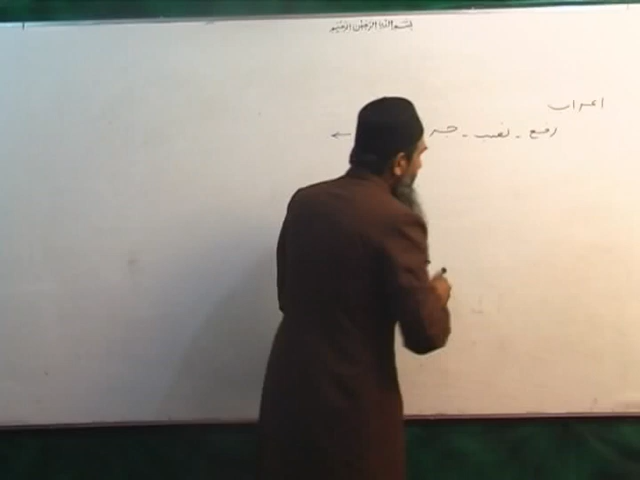 بسم الله الرحمن الرحيم
اعراب
رفع - نصب - جر
←